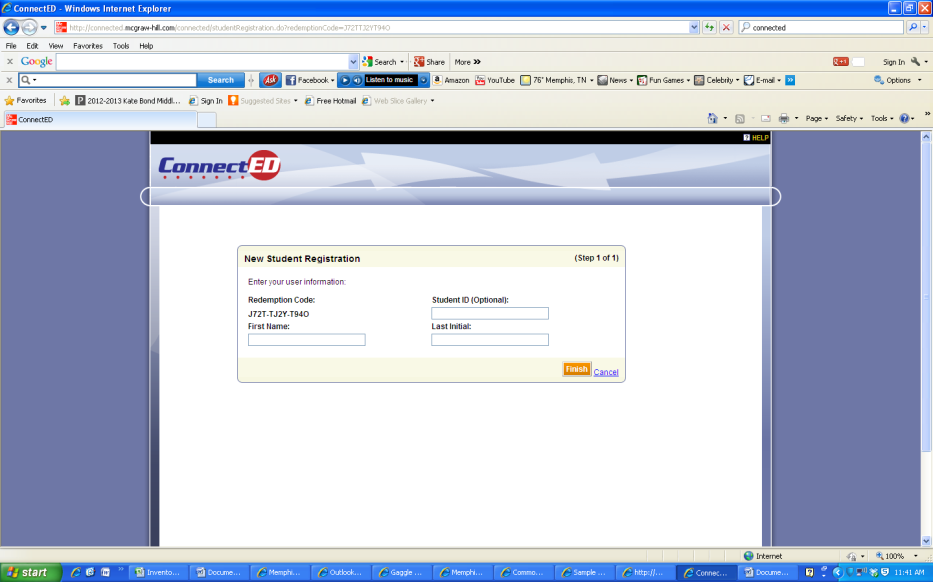 ConnectED - Windows Internet Explorer
http://connected.mcgraw-hill.com/connected/studentRegistration.do?redemptionCode=J72TTJ2YT94O
connected
File Edit View Favorites Tools Help
x Google Search Share More >> +1 Sign In
x Search Ask Facebook Listen to music Amazon YouTube 76° Memphis, TN News Fun Games Celebrity E-mail Options
Favorites 2012-2013 Kate Bond Middl... Sign In Suggested Sites Free Hotmail Web Slice Gallery
ConnectED Page Safety Tools
HELP
ConnectED
New Student Registration (Step 1 of 1)
Enter your user information:
Redemption Code: Student ID (Optional):
J72T-TJ2Y-T94O
First Name: Last Initial:
Finish Cancel
Internet 100%
start Invento... Docume... Memphi... Outlook... Gaggle ... Memphi... Commo... Sample ... http://... Connec... Docume... 11:41 AM